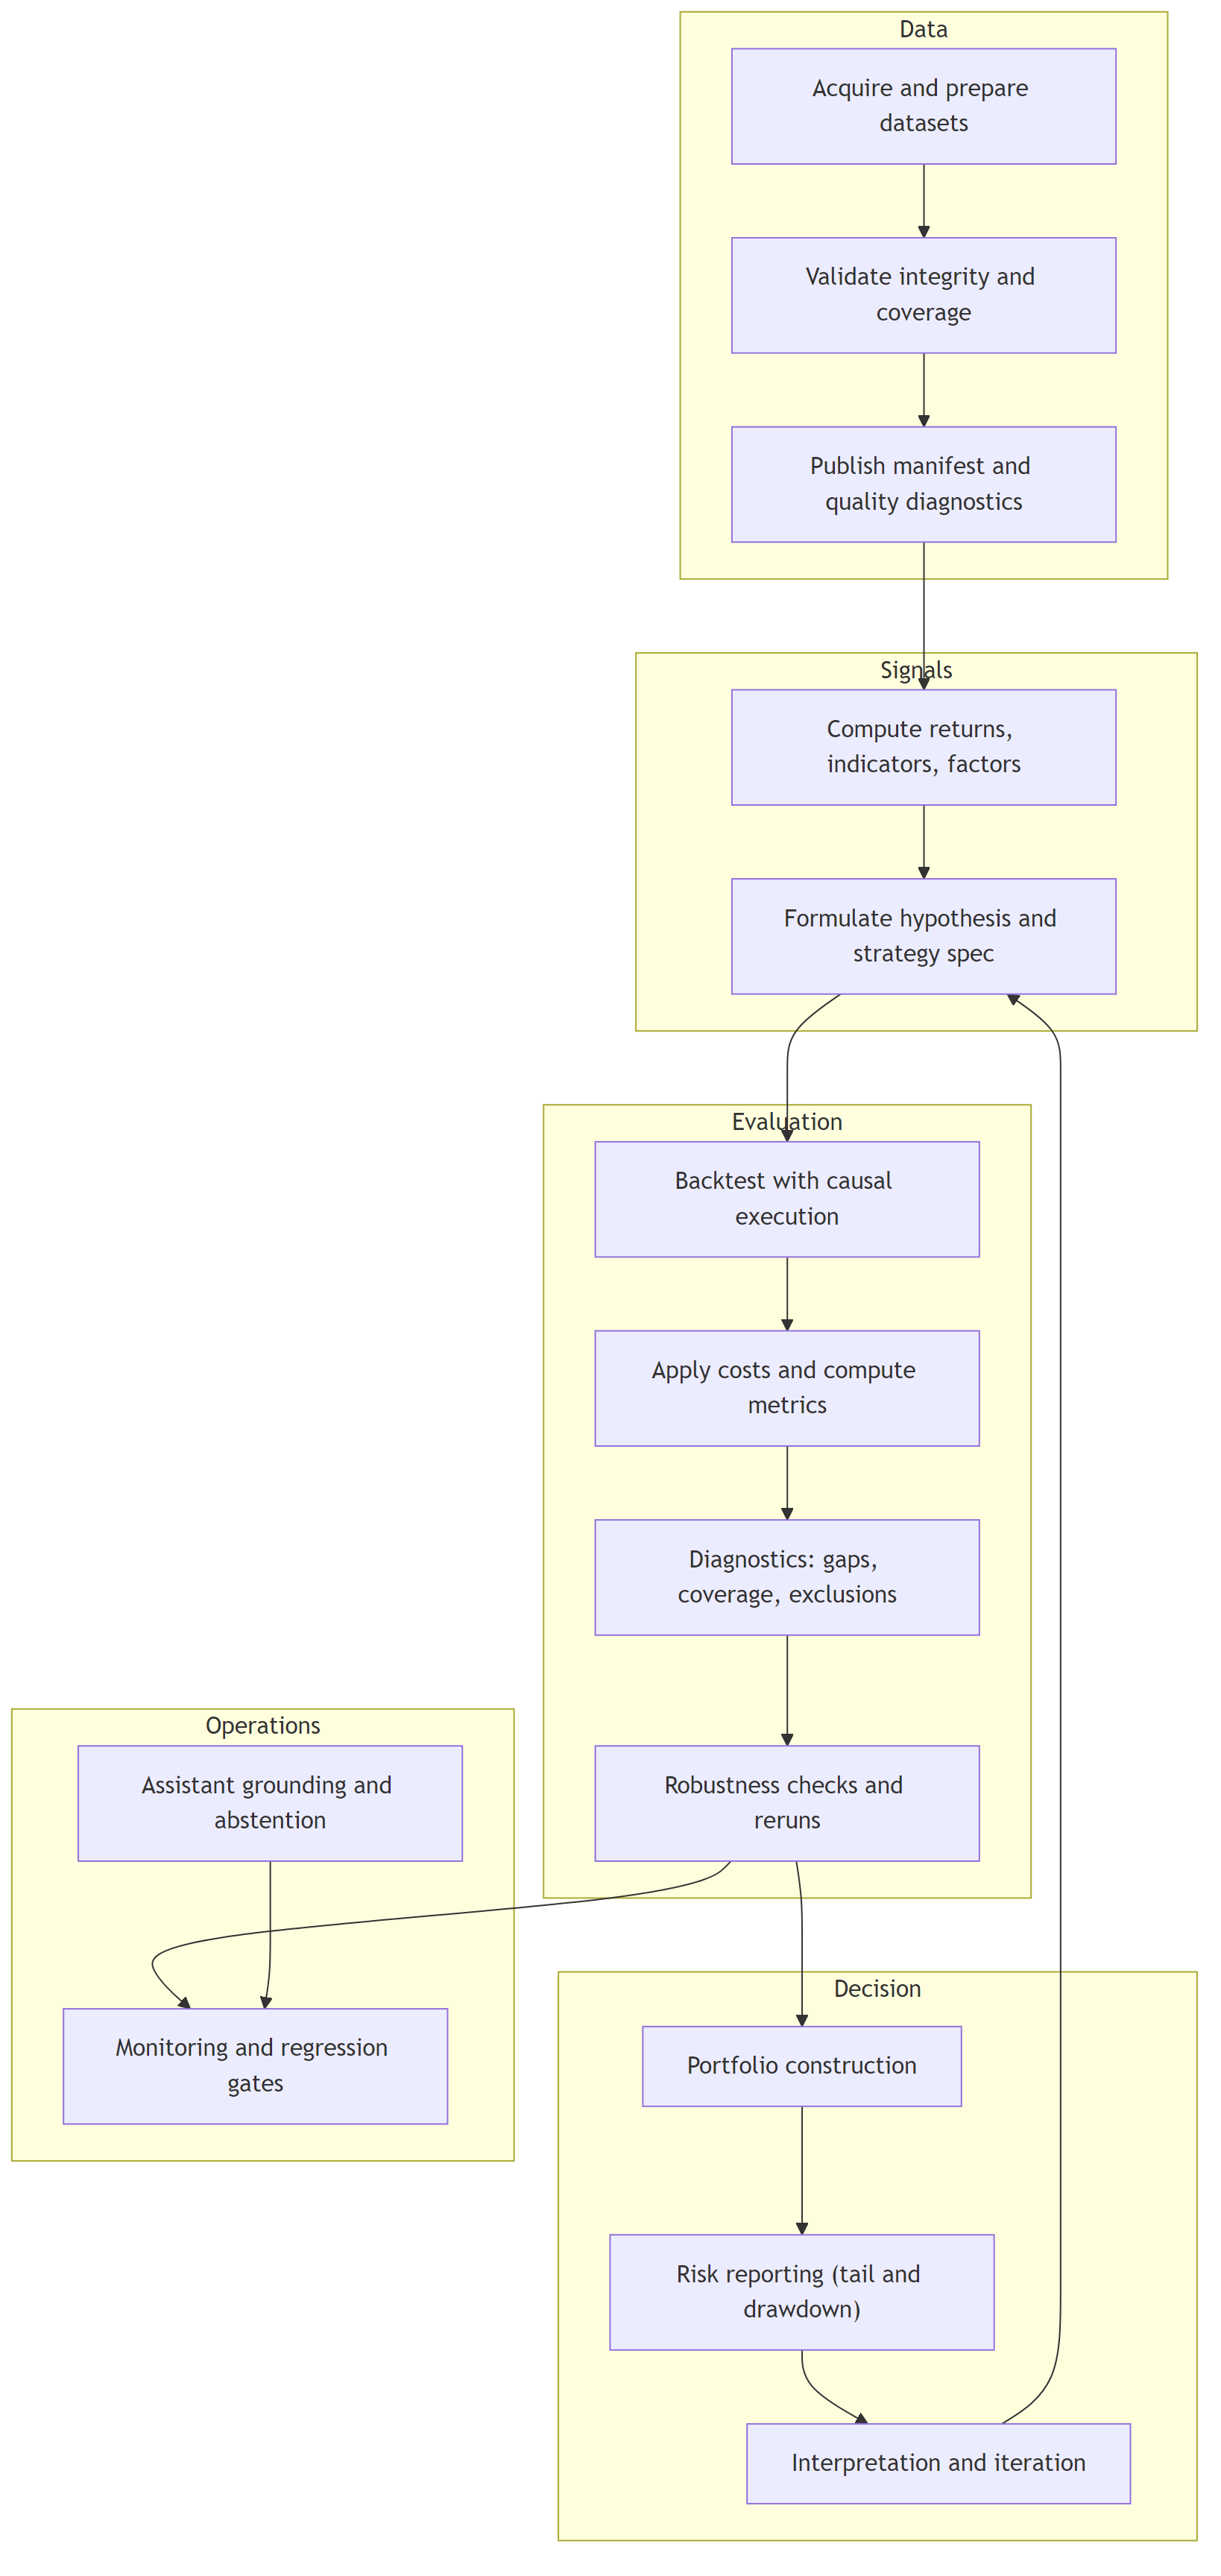 Data
Acquire and prepare
datasets
Validate integrity and
coverage
Publish manifest and
quality diagnostics
Signals
Compute returns,
indicators, factors
Formulate hypothesis and
strategy spec
Evaluation
Backtest with causal
execution
Apply costs and compute
metrics
Diagnostics: gaps,
coverage, exclusions
Robustness checks and
reruns
Operations
Assistant grounding and
abstention
Monitoring and regression
gates
Decision
Portfolio construction
Risk reporting (tail and
drawdown)
Interpretation and iteration